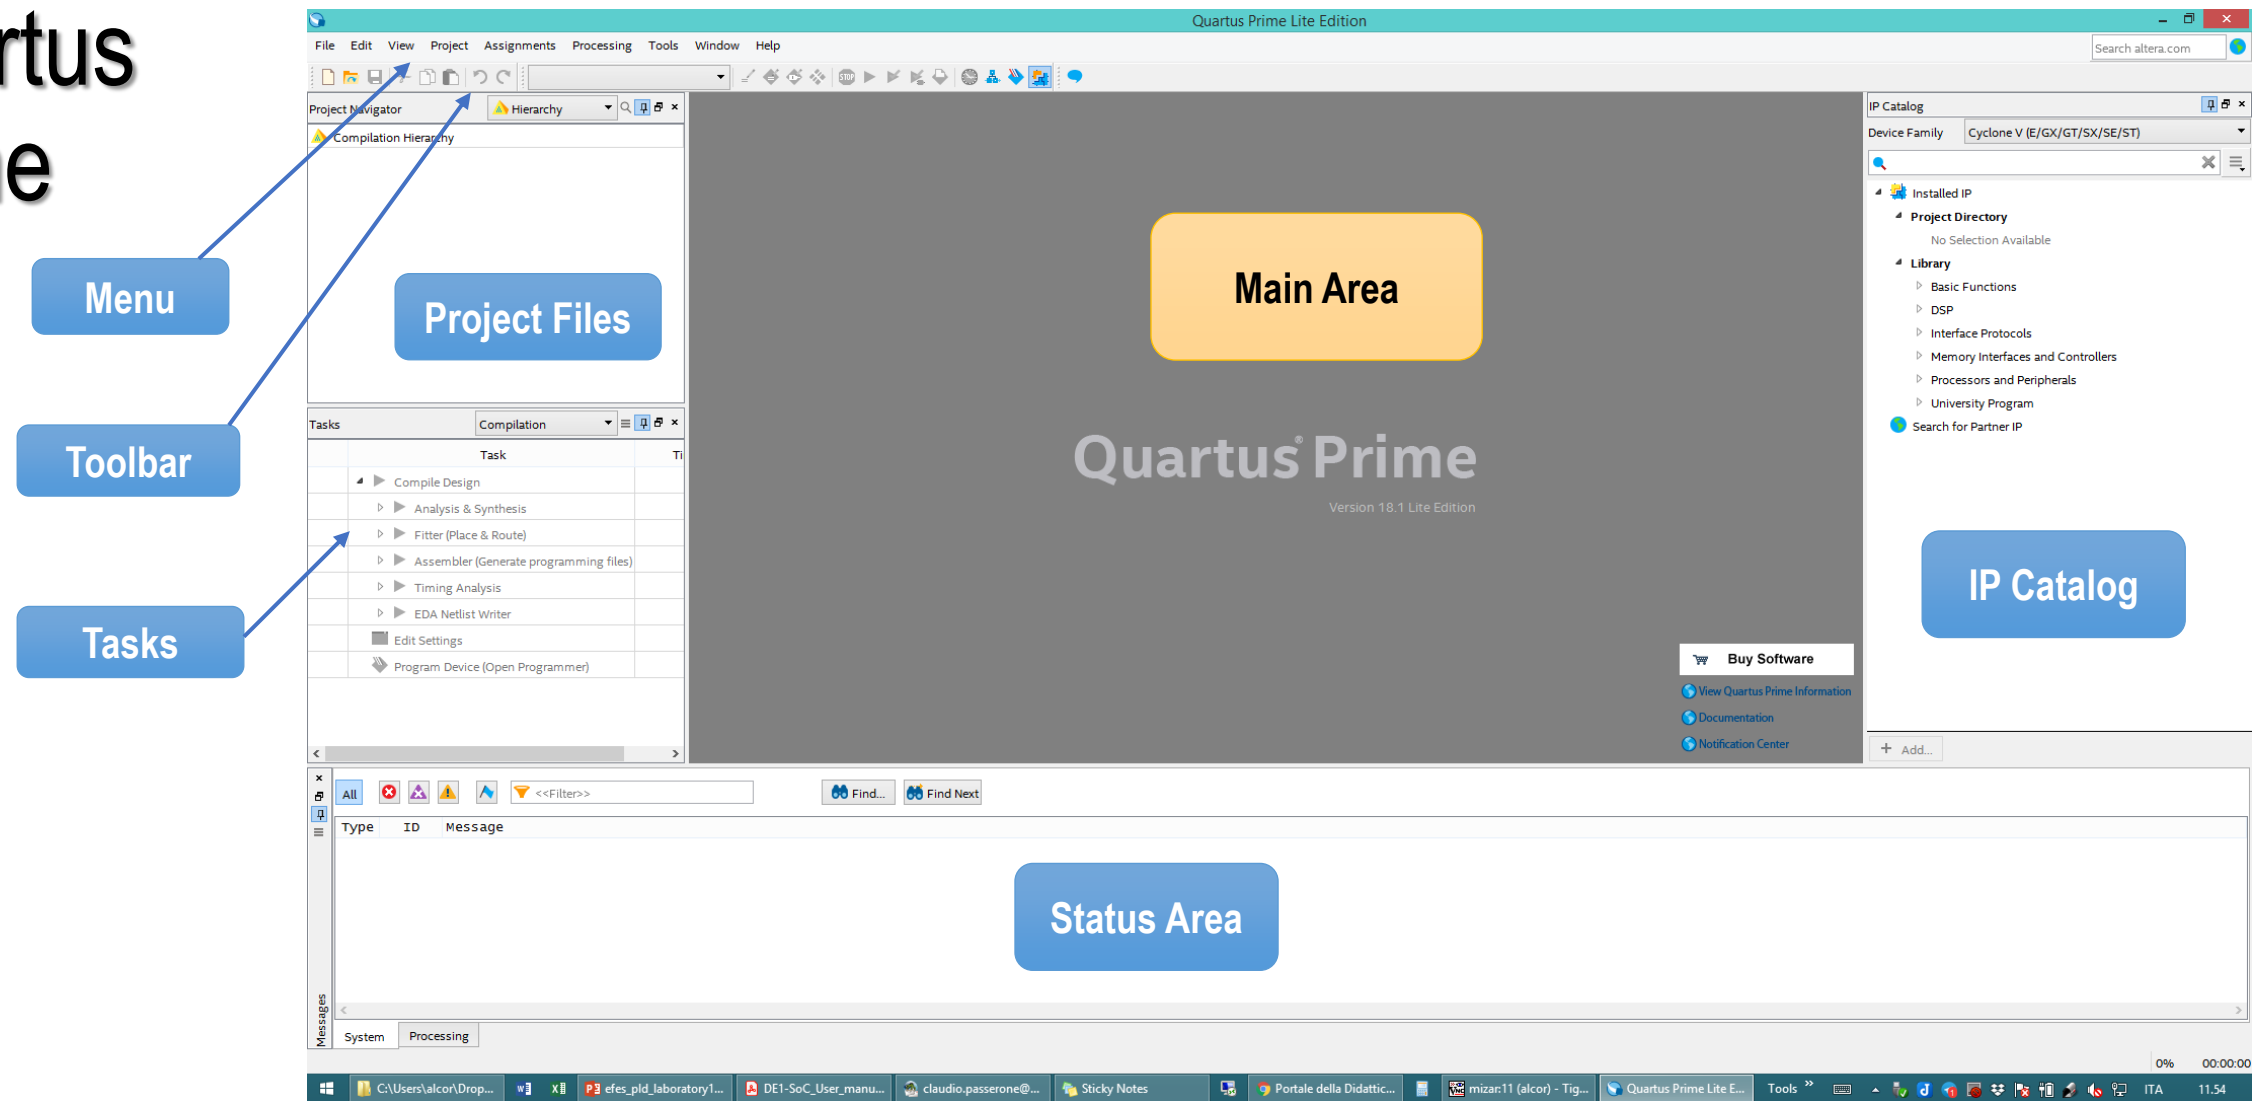 rtus
e
Menu
Toolbar
Tasks
Quartus Prime Lite Edition
File Edit View Project Assignments Processing Tools Window Help
Search altera.com
Project Navigator Hierarchy
Compilation Hierarchy
Project Files
Tasks Compilation
Task Ti
Compile Design
Analysis & Synthesis
Fitter (Place & Route)
Assembler (Generate programming files)
Timing Analysis
EDA Netlist Writer
Edit Settings
Program Device (Open Programmer)
Main Area
Quartus® Prime
Version 18.1 Lite Edition
Buy Software
View Quartus Prime Information
Documentation
Notification Center
IP Catalog
Device Family Cyclone V (E/GX/GT/SX/SE/ST)
Installed IP
Project Directory
No Selection Available
Library
Basic Functions
DSP
Interface Protocols
Memory Interfaces and Controllers
Processors and Peripherals
University Program
Search for Partner IP
IP Catalog
+ Add...
All <<Filter>> Find... Find Next
Type ID Message
Status Area
Messages
System Processing
0% 00:00:00
C:\Users\alcor\Drop... efes_pld_laboratory1... DE1-SoC_User_manu... claudio.passerone@... Sticky Notes Portale della Didattic... mizar:11 (alcor) - Tig... Quartus Prime Lite E... Tools » ITA 11.54